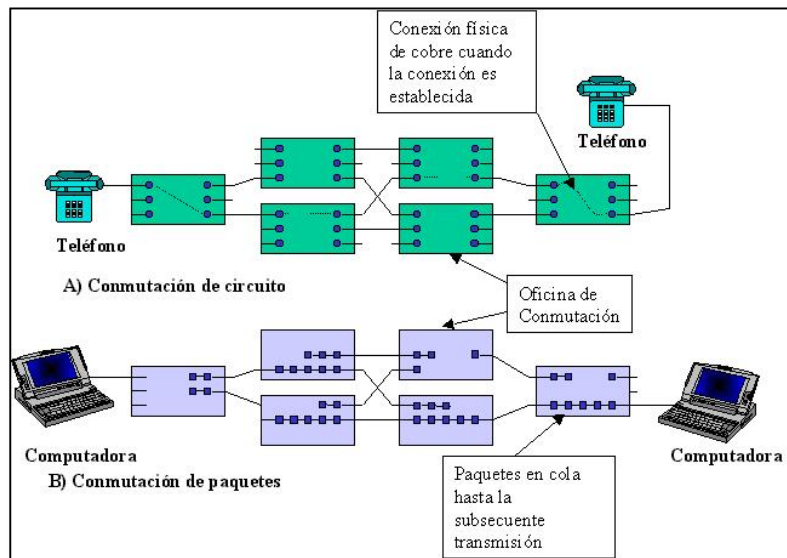 Conexión física
de cobre cuando
la conexión es
establecida
Teléfono
Teléfono
A) Conmutación de circuito
Oficina de
Conmutación
Computadora
Computadora
B) Conmutación de paquetes
Paquetes en cola
hasta la
subsecuente
transmisión